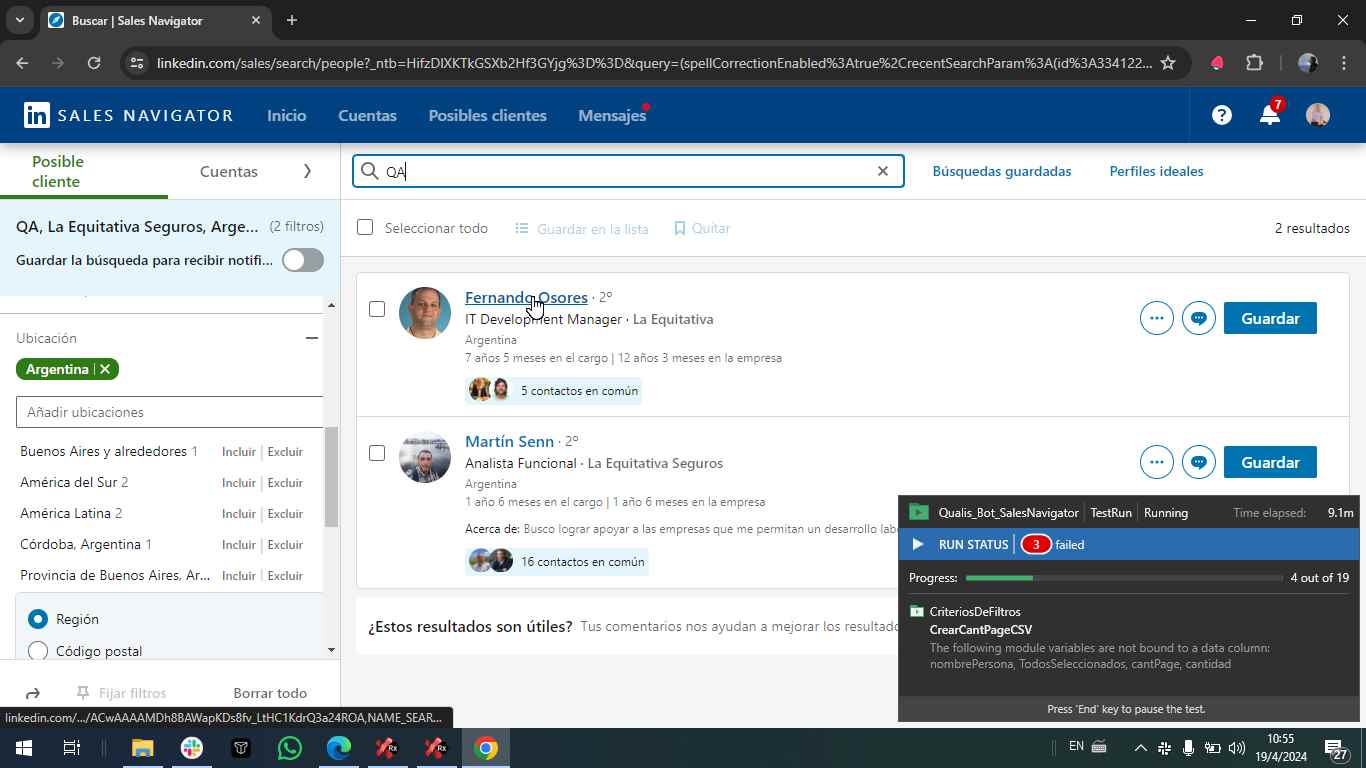 Buscar | Sales Navigator
linkedin.com/sales/search/people?_ntb=HifzDlXKTkGSXb2Hf3GYjg%3D%3D&query=(spellCorrectionEnabled%3Atrue%2CrecentSearchParam%3A(id%3A334122...
in SALES NAVIGATOR
Inicio
Cuentas
Posibles clientes
Mensajes
7
Posible cliente
Cuentas
QA
Búsquedas guardadas
Perfiles ideales
QA, La Equitativa Seguros, Arge... (2 filtros)
Guardar la búsqueda para recibir notifi...
Seleccionar todo
Guardar en la lista
Quitar
2 resultados
Ubicación
Argentina
Añadir ubicaciones
Buenos Aires y alrededores 1 Incluir | Excluir
América del Sur 2 Incluir | Excluir
América Latina 2 Incluir | Excluir
Córdoba, Argentina 1 Incluir | Excluir
Provincia de Buenos Aires, Ar... Incluir | Excluir
Región
Código postal
Fijar filtros
Borrar todo
Fernando Osores · 2º
IT Development Manager · La Equitativa
Argentina
7 años 5 meses en el cargo | 12 años 3 meses en la empresa
5 contactos en común
Guardar
Martín Senn · 2º
Analista Funcional · La Equitativa Seguros
Argentina
1 año 6 meses en el cargo | 1 año 6 meses en la empresa
Acerca de: Busco lograr apoyar a las empresas que me permitan un desarrollo lab
16 contactos en común
Guardar
¿Estos resultados son útiles? Tus comentarios nos ayudan a mejorar los resultado
Qualis_Bot_SalesNavigator | TestRun | Running Time elapsed: 9.1m
RUN STATUS | 3 failed
Progress: 4 out of 19
CriteriosDeFiltros
CrearCantPageCSV
The following module variables are not bound to a data column:
nombrePersona, TodosSeleccionados, cantPage, cantidad
Press 'End' key to pause the test.
linkedin.com/.../ACwAAAAMDh8BAWapKDs8fv_LtHC1KdrQ3a24ROA,NAME_SEAR...
Rx
Rx
EN
10:55
19/4/2024
27